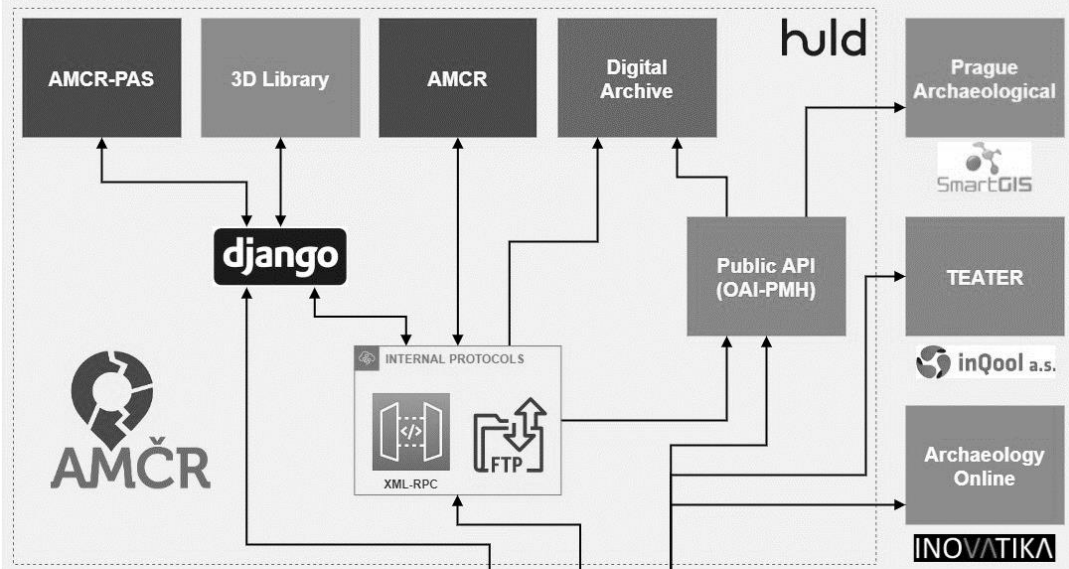 huld
AMCR-PAS
3D Library
AMCR
Digital
Archive
Prague
Archaeological
SmartGIS
django
Public API
(OAI-PMH)
TEATER
INTERNAL PROTOCOLS
inQool a.s.
</>
FTP
XML-RPC
AMČR
Archaeology
Online
INOVATIKA